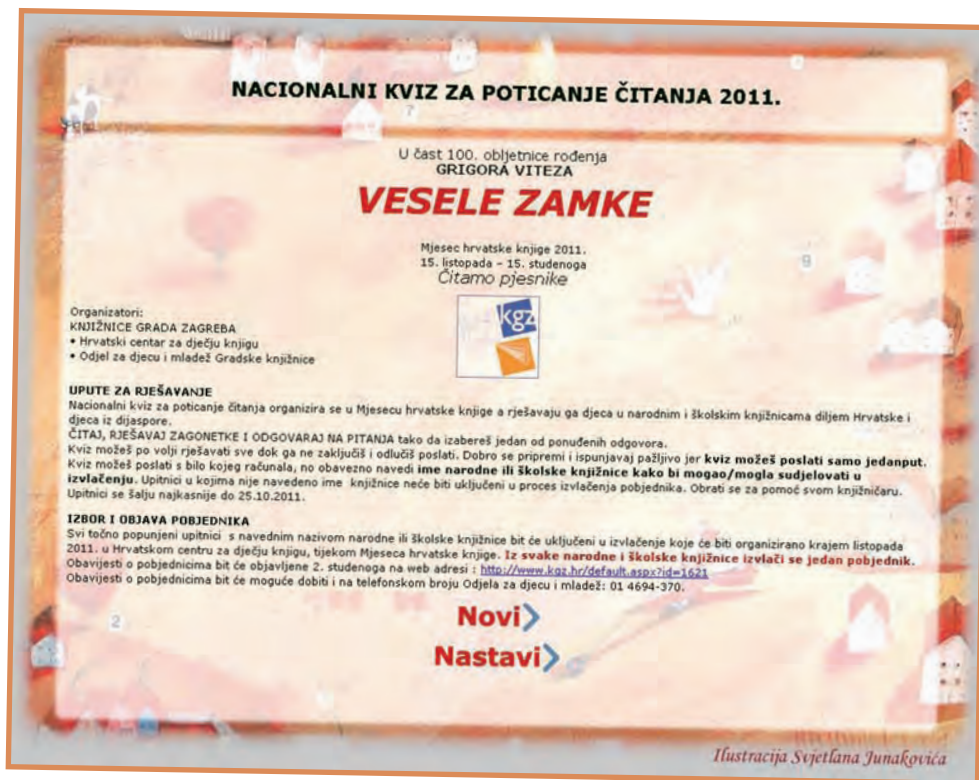 NACIONALNI KVIZ ZA POTICANJE ČITANJA 2011.
7
U čast 100. obljetnice rođenja
GRIGORA VITEZA
VESELE ZAMKE
Mjesec hrvatske knjige 2011.
15. listopada - 15. studenoga
Čitamo pjesnike
9
kgz
Organizatori:
KNJIŽNICE GRADA ZAGREBA
• Hrvatski centar za dječju knjigu
• Odjel za djecu i mladež Gradske knjižnice
UPUTE ZA RJEŠAVANJE
Nacionalni kviz za poticanje čitanja organizira se u Mjesecu hrvatske knjige a rješavaju ga djeca u narodnim i školskim knjižnicama diljem Hrvatske i
djeca iz dijaspore.
ČITAJ, RJEŠAVAJ ZAGONETKE I ODGOVARAJ NA PITANJA tako da izabereš jedan od ponuđenih odgovora.
Kviz možeš po volji rješavati sve dok ga ne zaključiš i odlučiš poslati. Dobro se pripremi i ispunjavaj pažljivo jer kviz možeš poslati samo jedanput.
Kviz možeš poslati s bilo kojeg računala, no obavezno navedi ime narodne ili školske knjižnice kako bi mogao/mogla sudjelovati u
izvlačenju. Upitnici u kojima nije navedeno ime knjižnice neće biti uključeni u proces izvlačenja pobjednika. Obrati se za pomoć svom knjižničaru.
Upitnici se šalju najkasnije do 25.10.2011.
IZBOR I OBJAVA POBJEDNIKA
Svi točno popunjeni upitnici s navednim nazivom narodne ili školske knjižnice bit će uključeni u izvlačenje koje će biti organizirano krajem listopada
2011. u Hrvatskom centru za dječju knjigu, tijekom Mjeseca hrvatske knjige. Iz svake narodne i školske knjižnice izvlači se jedan pobjednik.
Obavijesti o pobjednicima bit će objavljene 2. studenoga na web adresi : http://www.kgz.hr/default.aspx?id=1621
Obavijesti o pobjednicima bit će moguće dobiti i na telefonskom broju Odjela za djecu i mladež: 01 4694-370.
Novi
2
Nastavi
Ilustracija Svjetlana Junakovića